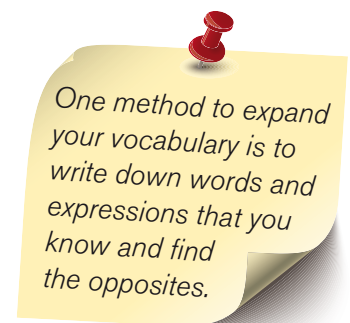 One method to expand
your vocabulary is to
write down words and
expressions that you
know and find
the opposites.